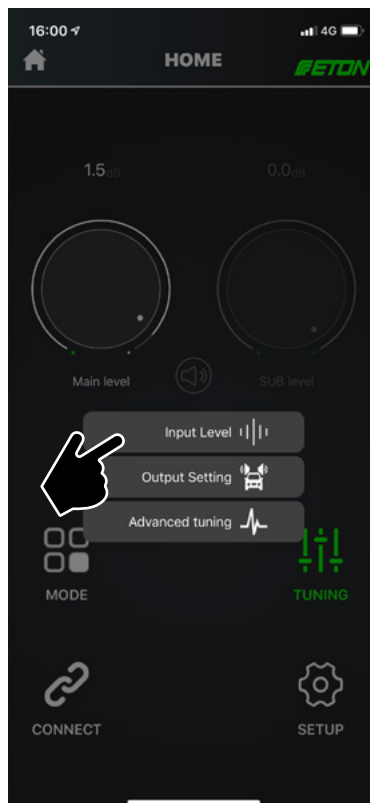 16:00 4G
HOME ETON
1.5dB 0.0dB
Main level SUB level
Input Level
Output Setting
Advanced tuning
MODE TUNING
CONNECT SETUP